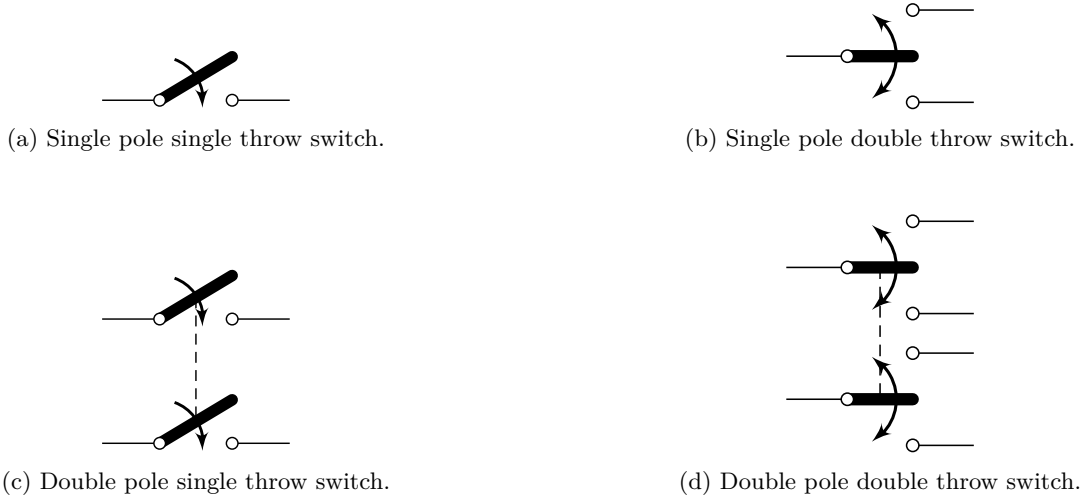 (a) Single pole single throw switch.
(b) Single pole double throw switch.
(c) Double pole single throw switch.
(d) Double pole double throw switch.